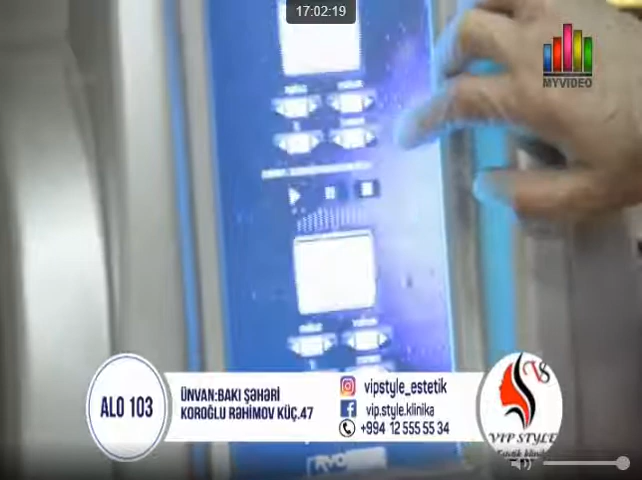 17:02:19
MYVIDEO
ALO 103
ÜNVAN:BAKI ŞƏHƏRİ
KOROĞLU RƏHİMOV KÜÇ.47
vipstyle_estetik
vip.style.klinika
+994 12 555 55 34
VS
VIP STYLE